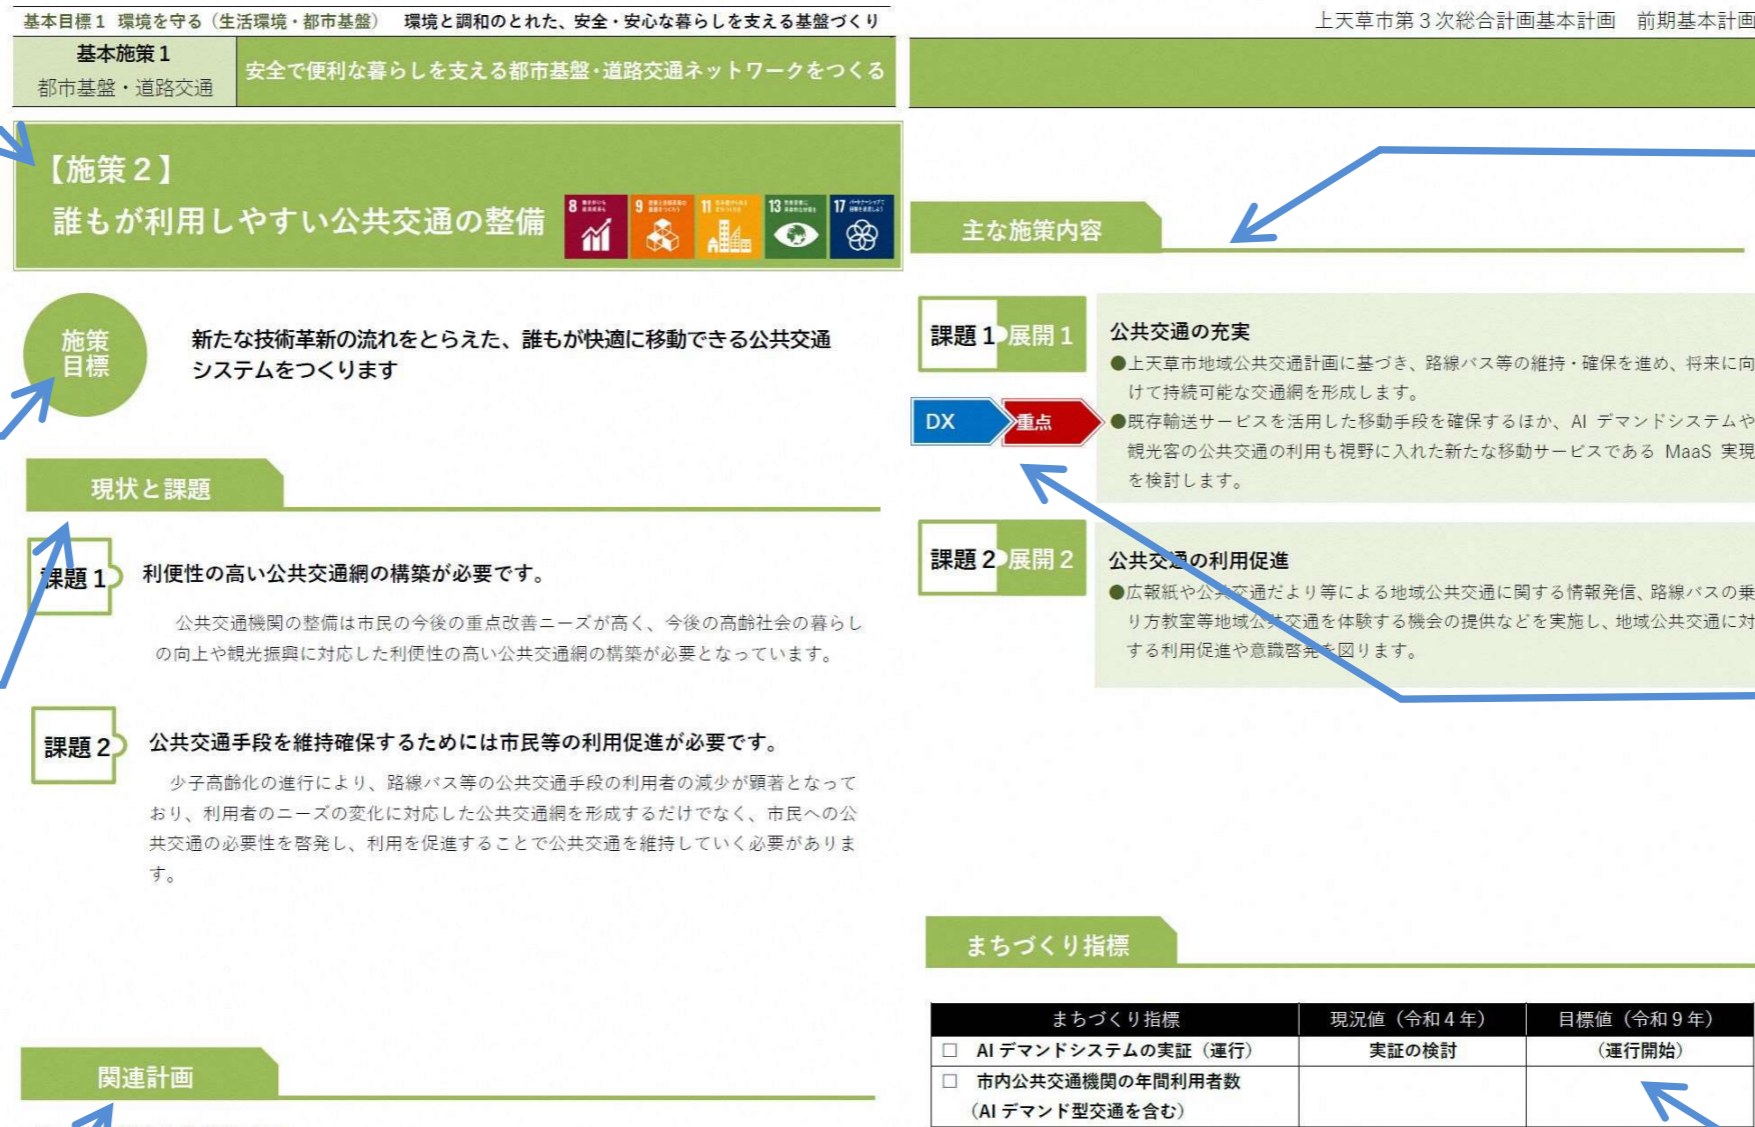 基本目標１ 環境を守る（生活環境・都市基盤） 環境と調和のとれた、安全・安心な暮らしを支える基盤づくり
基本施策１
都市基盤・道路交通
安全で便利な暮らしを支える都市基盤・道路交通ネットワークをつくる
【施策２】
誰もが利用しやすい公共交通の整備
8
9
11
13
17
施策
目標
新たな技術革新の流れをとらえた、誰もが快適に移動できる公共交通
システムをつくります
現状と課題
課題１
利便性の高い公共交通網の構築が必要です。
公共交通機関の整備は市民の今後の重点改善ニーズが高く、今後の高齢社会の暮らし
の向上や観光振興に対応した利便性の高い公共交通網の構築が必要となっています。
課題２
公共交通手段を維持確保するためには市民等の利用促進が必要です。
少子高齢化の進行により、路線バス等の公共交通手段の利用者の減少が顕著となって
おり、利用者のニーズの変化に対応した公共交通網を形成するだけでなく、市民への公
共交通の必要性を啓発し、利用を促進することで公共交通を維持していく必要がありま
す。
関連計画
上天草市第３次総合計画基本計画 前期基本計画
主な施策内容
課題１ 展開１
公共交通の充実
●上天草市地域公共交通計画に基づき、路線バス等の維持・確保を進め、将来に向
けて持続可能な交通網を形成します。
DX 重点
●既存輸送サービスを活用した移動手段を確保するほか、AI デマンドシステムや
観光客の公共交通の利用も視野に入れた新たな移動サービスである MaaS 実現
を検討します。
課題２ 展開２
公共交通の利用促進
●広報紙や公共交通だより等による地域公共交通に関する情報発信、路線バスの乗
り方教室等地域公共交通を体験する機会の提供などを実施し、地域公共交通に対
する利用促進や意識啓発を図ります。
まちづくり指標
まちづくり指標 現況値（令和４年） 目標値（令和９年）
□ AI デマンドシステムの実証（運行） 実証の検討 （運行開始）
□ 市内公共交通機関の年間利用者数
（AI デマンド型交通を含む）